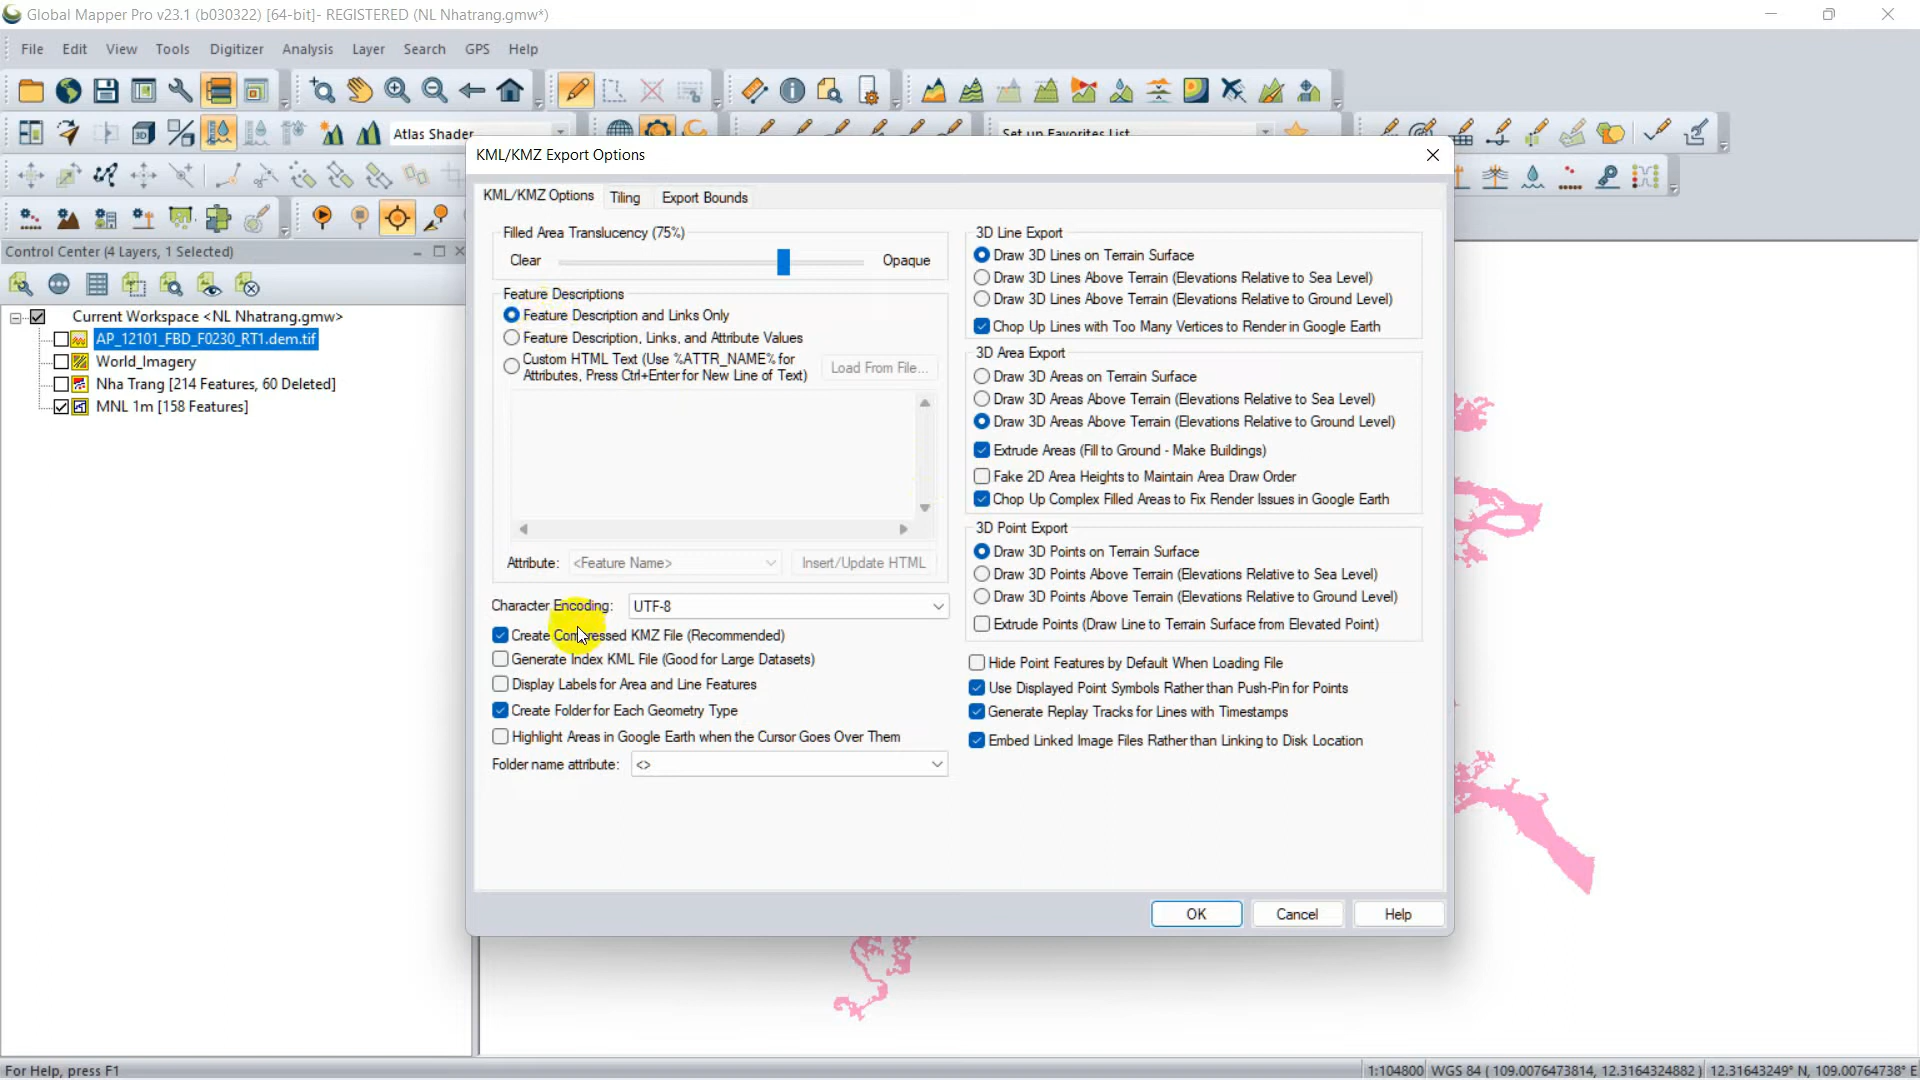 Global Mapper Pro v23.1 (b030322) [64-bit]- REGISTERED (NL Nhatrang.gmw*)
File Edit View Tools Digitizer Analysis Layer Search GPS Help
Atlas Shader
Set up Favorites List
KML/KMZ Export Options
KML/KMZ Options Tiling Export Bounds
Control Center (4 Layers, 1 Selected)
Current Workspace <NL Nhatrang.gmw>
AP_12101_FBD_F0230_RT1.dem.tif
World_Imagery
Nha Trang [214 Features, 60 Deleted]
MNL 1m [158 Features]
Filled Area Translucency (75%)
Clear Opaque
Feature Descriptions
Feature Description and Links Only
Feature Description, Links, and Attribute Values
Custom HTML Text (Use %ATTR_NAME% for
Attributes, Press Ctrl+Enter for New Line of Text)
Load From File...
Attribute: <Feature Name> Insert/Update HTML
Character Encoding: UTF-8
Create Compressed KMZ File (Recommended)
Generate Index KML File (Good for Large Datasets)
Display Labels for Area and Line Features
Create Folder for Each Geometry Type
Highlight Areas in Google Earth when the Cursor Goes Over Them
Folder name attribute: <>
3D Line Export
Draw 3D Lines on Terrain Surface
Draw 3D Lines Above Terrain (Elevations Relative to Sea Level)
Draw 3D Lines Above Terrain (Elevations Relative to Ground Level)
Chop Up Lines with Too Many Vertices to Render in Google Earth
3D Area Export
Draw 3D Areas on Terrain Surface
Draw 3D Areas Above Terrain (Elevations Relative to Sea Level)
Draw 3D Areas Above Terrain (Elevations Relative to Ground Level)
Extrude Areas (Fill to Ground - Make Buildings)
Fake 2D Area Heights to Maintain Area Draw Order
Chop Up Complex Filled Areas to Fix Render Issues in Google Earth
3D Point Export
Draw 3D Points on Terrain Surface
Draw 3D Points Above Terrain (Elevations Relative to Sea Level)
Draw 3D Points Above Terrain (Elevations Relative to Ground Level)
Extrude Points (Draw Line to Terrain Surface from Elevated Point)
Hide Point Features by Default When Loading File
Use Displayed Point Symbols Rather than Push-Pin for Points
Generate Replay Tracks for Lines with Timestamps
Embed Linked Image Files Rather than Linking to Disk Location
OK Cancel Help
For Help, press F1
1:104800 WGS 84 ( 109.0076473814, 12.3164324882 ) 12.31643249° N, 109.00764738° E